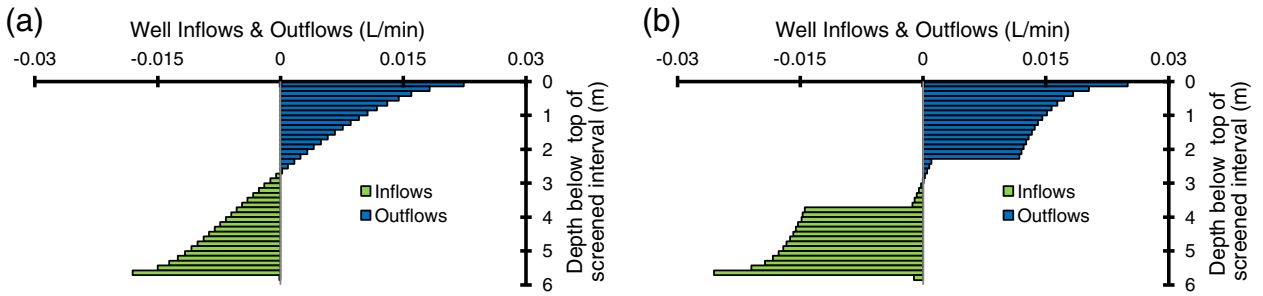 (a)
Well Inflows & Outflows (L/min)
-0.03 -0.015 0 0.015 0.03
0
1
2
3
4
5
6
Depth below top of
screened interval (m)
Inflows
Outflows
(b)
Well Inflows & Outflows (L/min)
-0.03 -0.015 0 0.015 0.03
0
1
2
3
4
5
6
Depth below top of
screened interval (m)
Inflows
Outflows